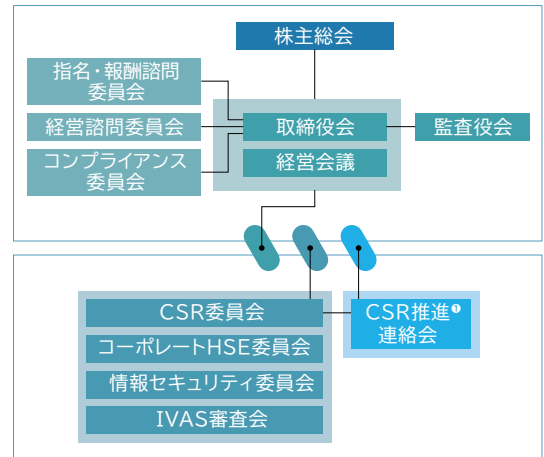 株主総会
指名・報酬諮問
委員会
経営諮問委員会
コンプライアンス
委員会
取締役会
経営会議
監査役会
CSR委員会
コーポレートHSE委員会
情報セキュリティ委員会
IVAS審査会
CSR推進❶
連絡会